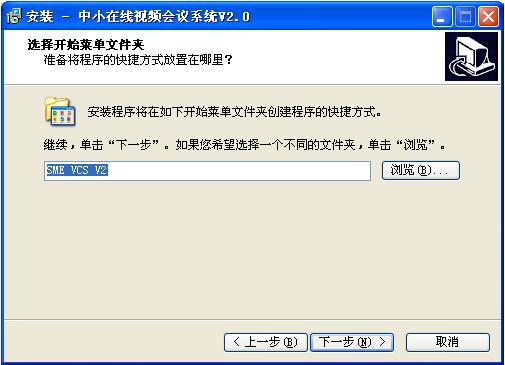 安装 - 中小在线视频会议系统V2.0
选择开始菜单文件夹
准备将程序的快捷方式放置在哪里？
安装程序将在如下开始菜单文件夹创建程序的快捷方式。
继续，单击“下一步”。如果您希望选择一个不同的文件夹，单击“浏览”。
SME VCS V2
浏览(B)...
< 上一步(B)
下一步(N) >
取消